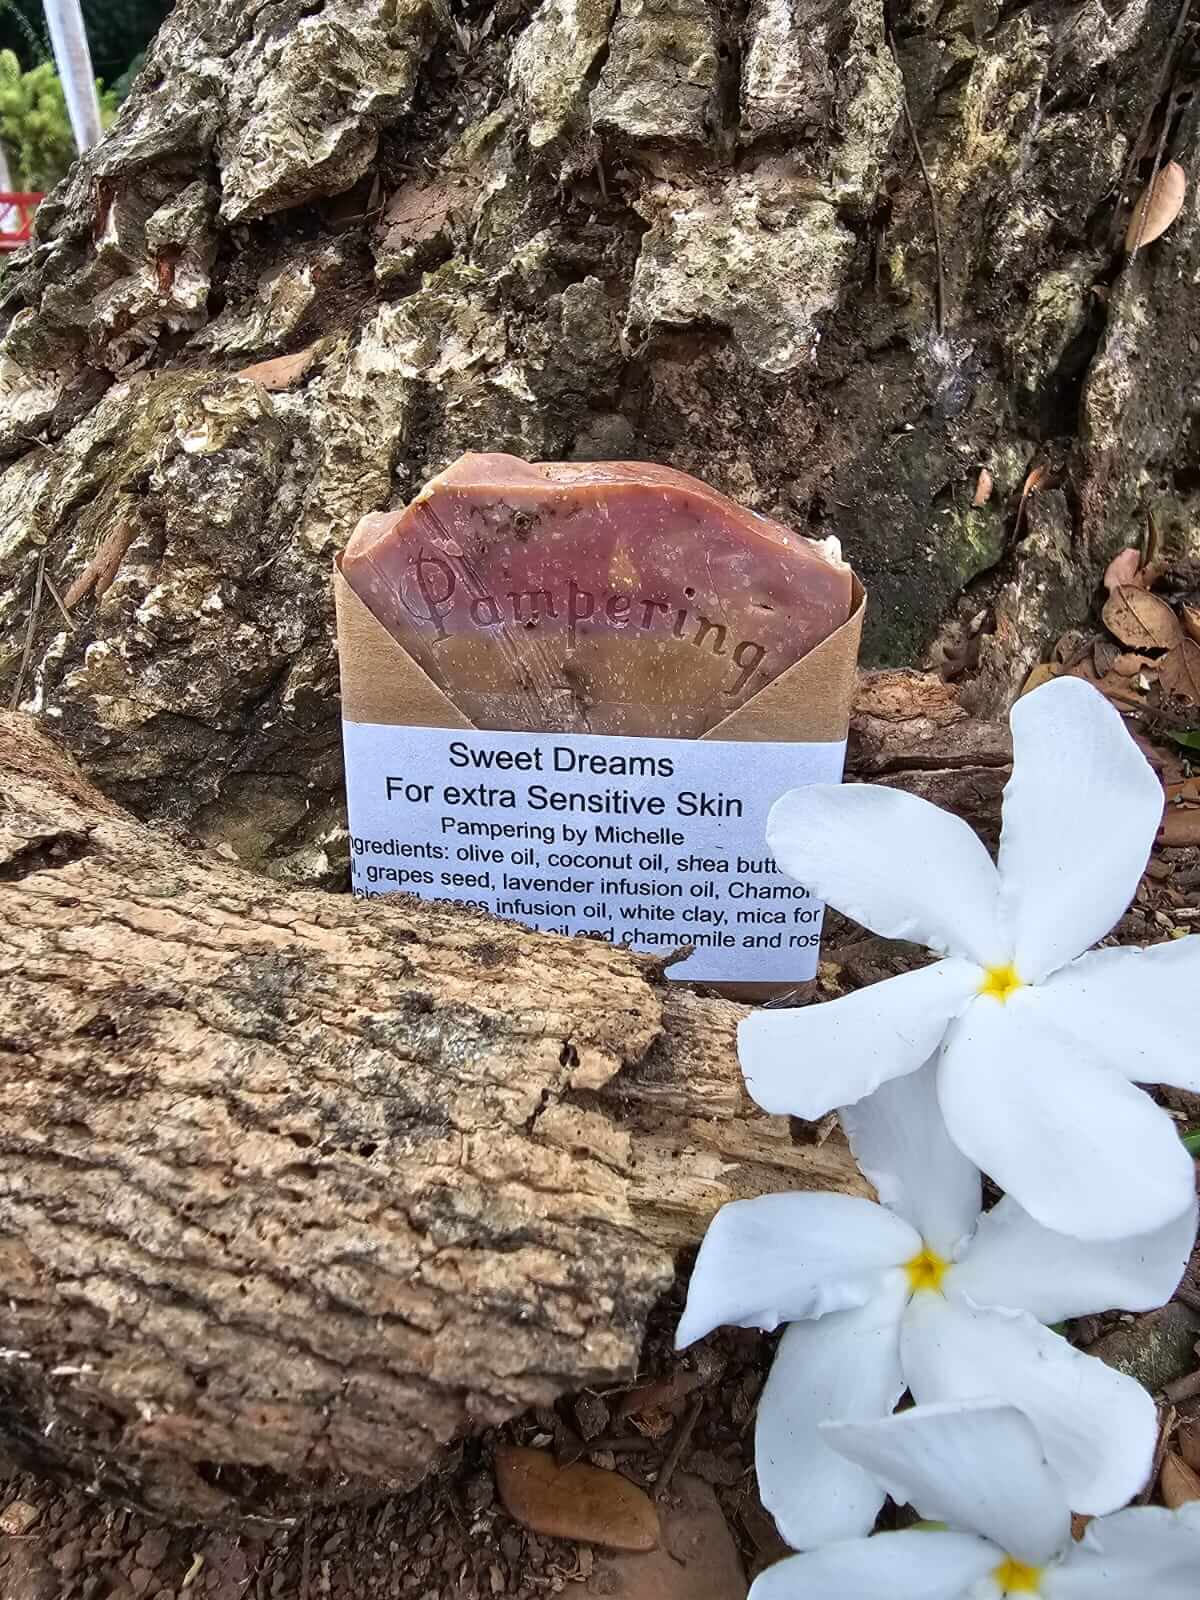 Pampering
Sweet Dreams
For extra Sensitive Skin
Pampering by Michelle
ngredients: olive oil, coconut oil, shea butt
, grapes seed, lavender infusion oil, Chamo
roses infusion oil, white clay, mica for
oil and chamomile and ros